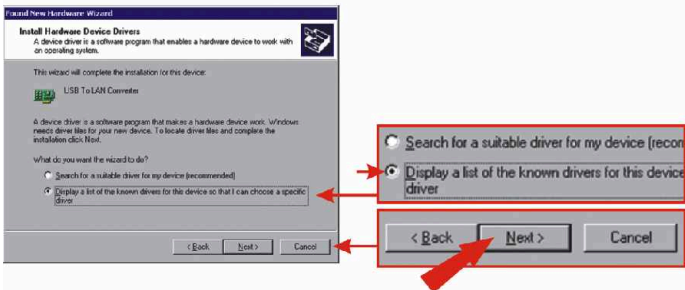 Found New Hardware Wizard
Install Hardware Device Drivers
A device driver is a software program that enables a hardware device to work with
an operating system.
This wizard will complete the installation for this device:
USB To LAN Converter
A device driver is a software program that makes a hardware device work. Windows
needs driver files for your new device. To locate driver files and complete the
installation click Next.
What do you want the wizard to do?
Search for a suitable driver for my device (recommended)
Display a list of the known drivers for this device so that I can choose a specific
driver
< Back Next > Cancel
Search for a suitable driver for my device (recon
Display a list of the known drivers for this device
driver
< Back Next > Cancel